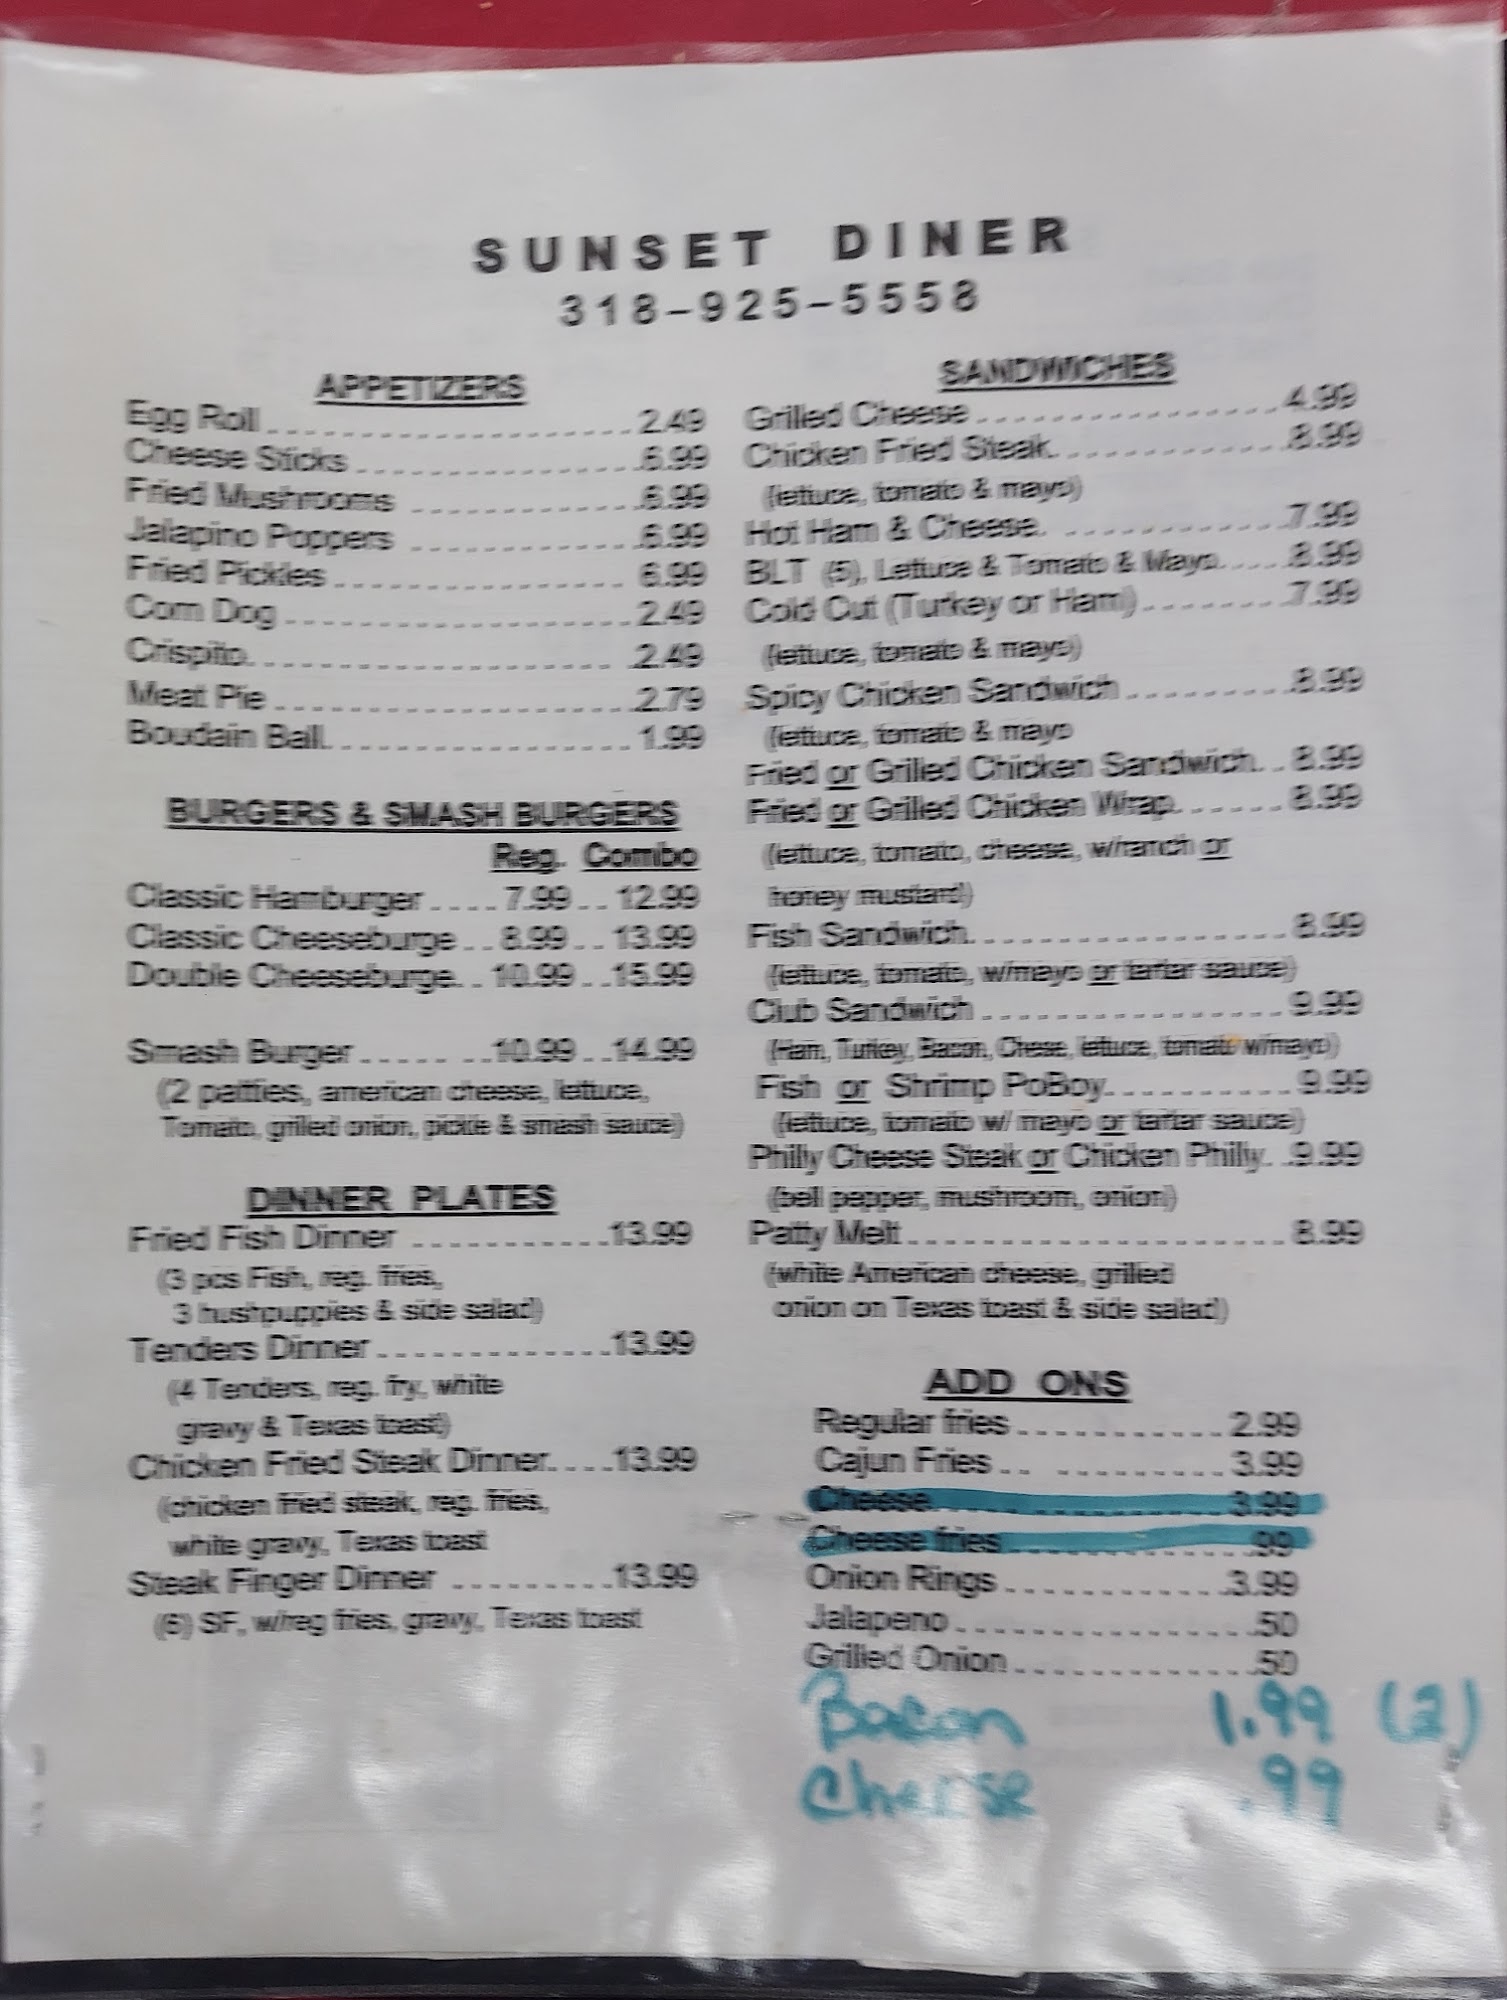 SUNSET DINER
318-925-5558
APPETIZERS
Egg Roll 2.49
Cheese Sticks 6.99
Fried Mushrooms 6.99
Jalapino Poppers 6.99
Fried Pickles 6.99
Corn Dog 2.49
Crispito 2.49
Meat Pie 2.79
Boudain Ball 1.99
BURGERS & SMASH BURGERS
Reg. Combo
Classic Hamburger 7.99 12.99
Classic Cheeseburge 8.99 13.99
Double Cheeseburge 10.99 15.99
Smash Burger 10.99 14.99
(2 patties, american cheese, lettuce,
Tomato, grilled onion, pickle & smash sauce)
DINNER PLATES
Fried Fish Dinner 13.99
(3 pcs Fish, reg. fries,
3 hushpuppies & side salad)
Tenders Dinner 13.99
(4 Tenders, reg. fry, white
gravy & Texas toast)
Chicken Fried Steak Dinner 13.99
(chicken fried steak, reg. fries,
white gravy, Texas toast
Steak Finger Dinner 13.99
(6) SF, w/reg fries, gravy, Texas toast
SANDWICHES
Grilled Cheese 4.99
Chicken Fried Steak 8.99
(lettuce, tomato & mayo)
Hot Ham & Cheese 7.99
BLT (5), Lettuce & Tomato & Mayo 8.99
Cold Cut (Turkey or Ham) 7.99
(lettuce, tomato & mayo)
Spicy Chicken Sandwich 8.99
(lettuce, tomato & mayo
Fried or Grilled Chicken Sandwich 8.99
Fried or Grilled Chicken Wrap 8.99
(lettuce, tomato, cheese, w/ranch or
honey mustard)
Fish Sandwich 8.99
(lettuce, tomato, w/mayo or tartar sauce)
Club Sandwich 9.99
(Ham, Turkey, Bacon, Chese, lettuce, tomato w/mayo)
Fish or Shrimp PoBoy 9.99
(lettuce, tomato w/ mayo or tartar sauce)
Philly Cheese Steak or Chicken Philly 9.99
(bell pepper, mushroom, onion)
Patty Melt 8.99
(white American cheese, grilled
onion on Texas toast & side salad)
ADD ONS
Regular fries 2.99
Cajun Fries 3.99
Cheese 3.99
Cheese fries .99
Onion Rings 3.99
Jalapeno .50
Grilled Onion .50
Bacon 1.99 (2)
Cheese .99